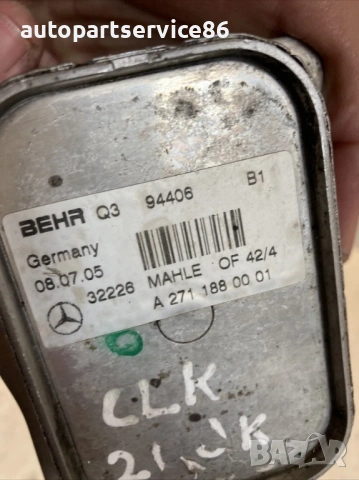 autopartservice86
BEHR Q3 94406 B1
Germany
08.07.05
32226 MAHLE OF 42/4
A 271 188 00 01
CLK
BAZAR